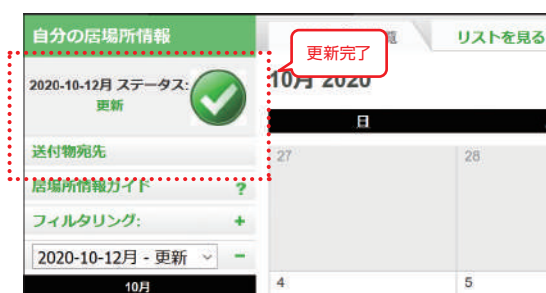 自分の居場所情報
覧
リストを見る
更新完了
2020-10-12月 ステータス:
更新
10月 2020
日
送付物宛先
27
28
居場所情報ガイド
?
フィルタリング:
+
2020-10-12月 - 更新
-
10月
4
5